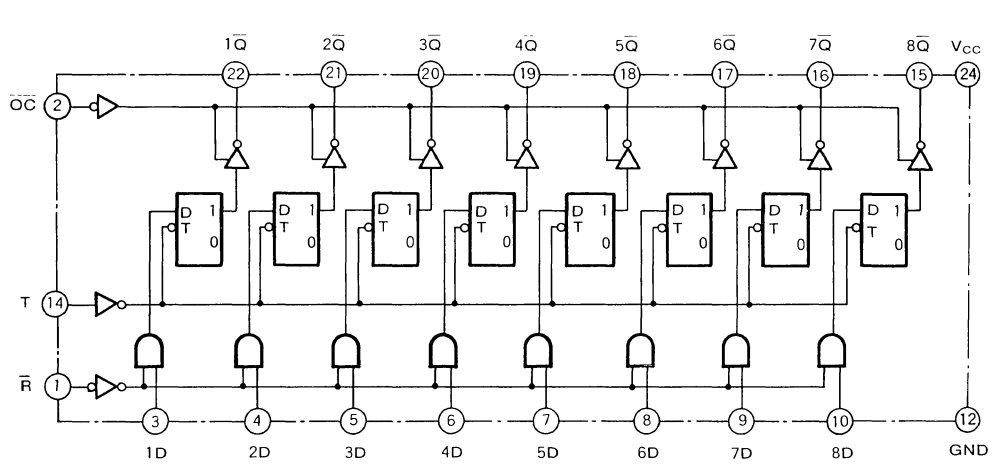 1Q̅ 2Q̅ 3Q̅ 4Q̅ 5Q̅ 6Q̅ 7Q̅ 8Q̅ VCC
22 21 20 19 18 17 16 15 24
O̅C̅ 2
D 1 D 1 D 1 D 1 D 1 D 1 D 1 D 1
T T T T T T T T
0 0 0 0 0 0 0 0
T 14
R̅ 1
3 4 5 6 7 8 9 10 12
1D 2D 3D 4D 5D 6D 7D 8D GND